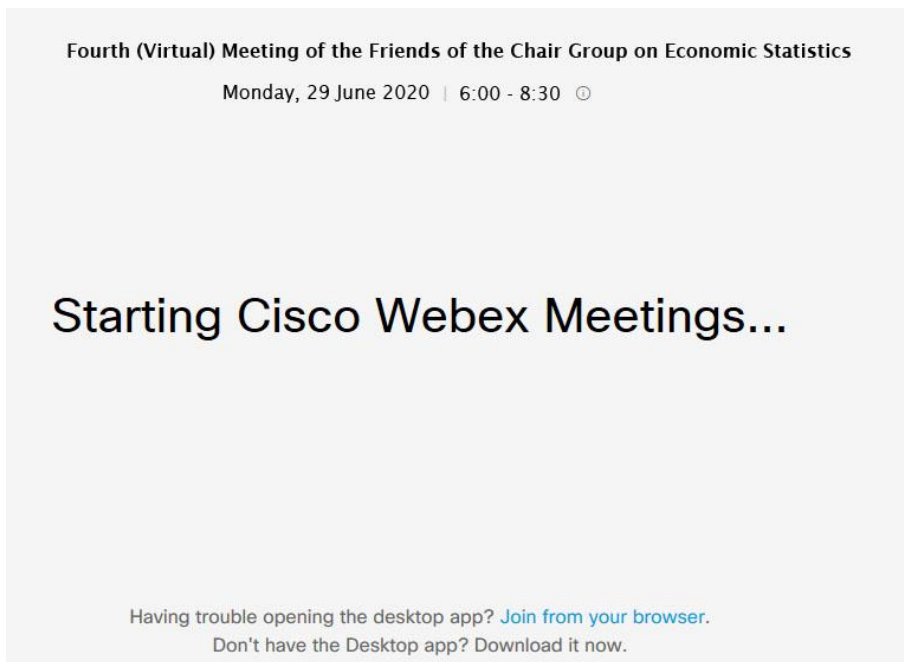 Fourth (Virtual) Meeting of the Friends of the Chair Group on Economic Statistics
Monday, 29 June 2020 | 6:00 - 8:30
Starting Cisco Webex Meetings...
Having trouble opening the desktop app? Join from your browser.
Don't have the Desktop app? Download it now.